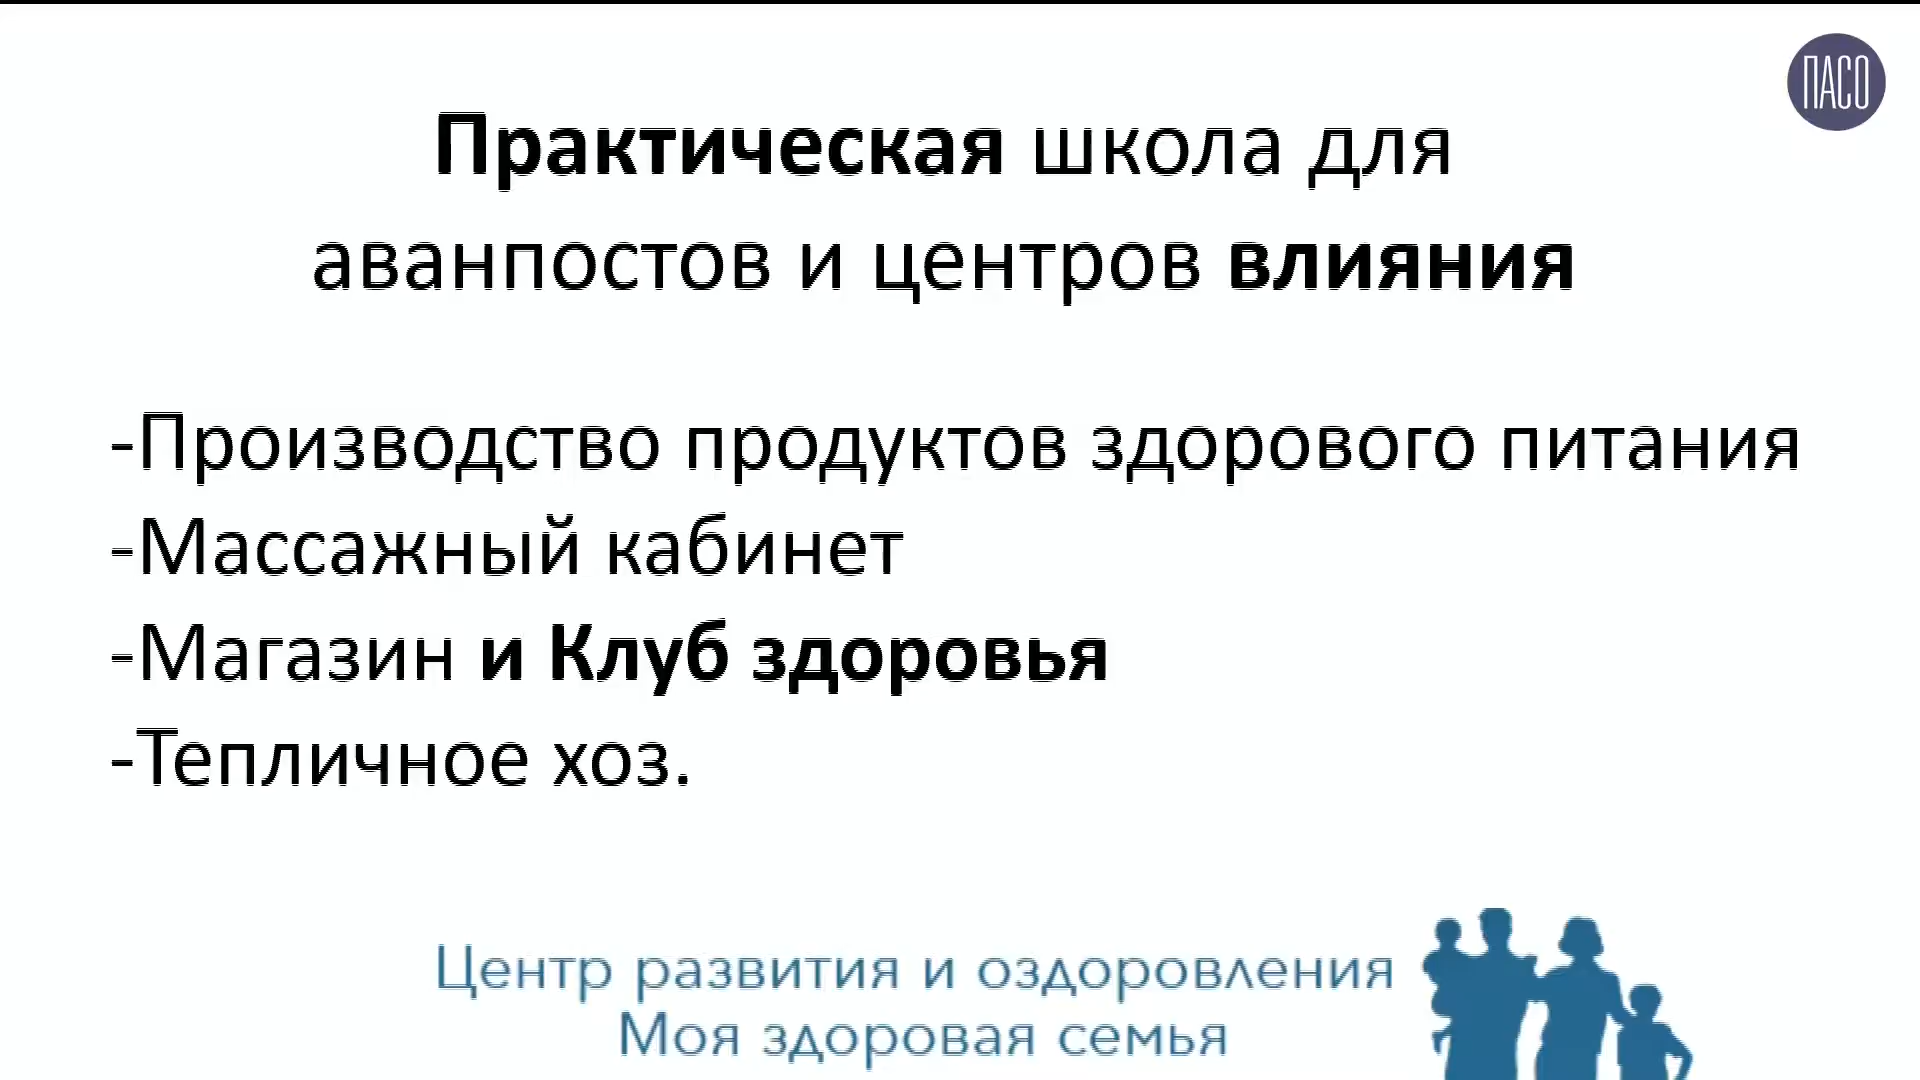 ПАСО
Практическая школа для
аванпостов и центров влияния
-Производство продуктов здорового питания
-Массажный кабинет
-Магазин и Клуб здоровья
-Тепличное хоз.
Центр развития и оздоровления
Моя здоровая семья